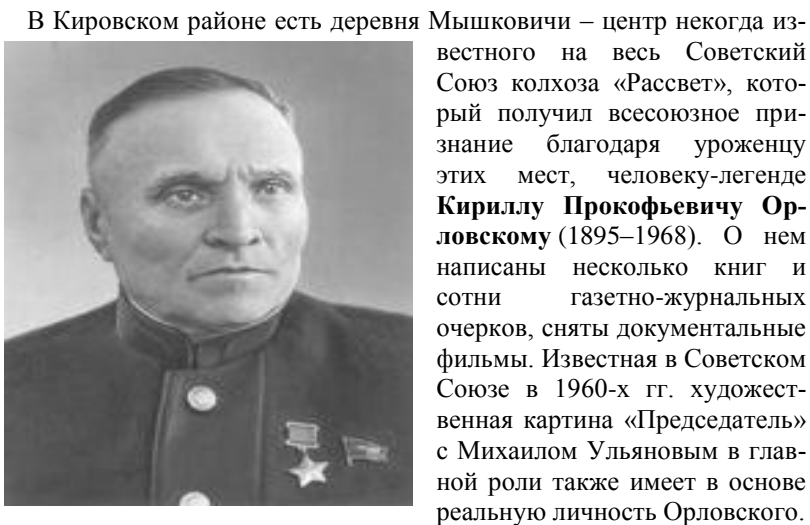 В Кировском районе есть деревня Мышковичи – центр некогда из-
вестного на весь Советский
Союз колхоза «Рассвет», кото-
рый получил всесоюзное при-
знание благодаря уроженцу
этих мест, человеку-легенде
Кириллу Прокофьевичу Ор-
ловскому (1895–1968). О нем
написаны несколько книг и
сотни газетно-журнальных
очерков, сняты документальные
фильмы. Известная в Советском
Союзе в 1960-х гг. художест-
венная картина «Председатель»
с Михаилом Ульяновым в глав-
ной роли также имеет в основе
реальную личность Орловского.